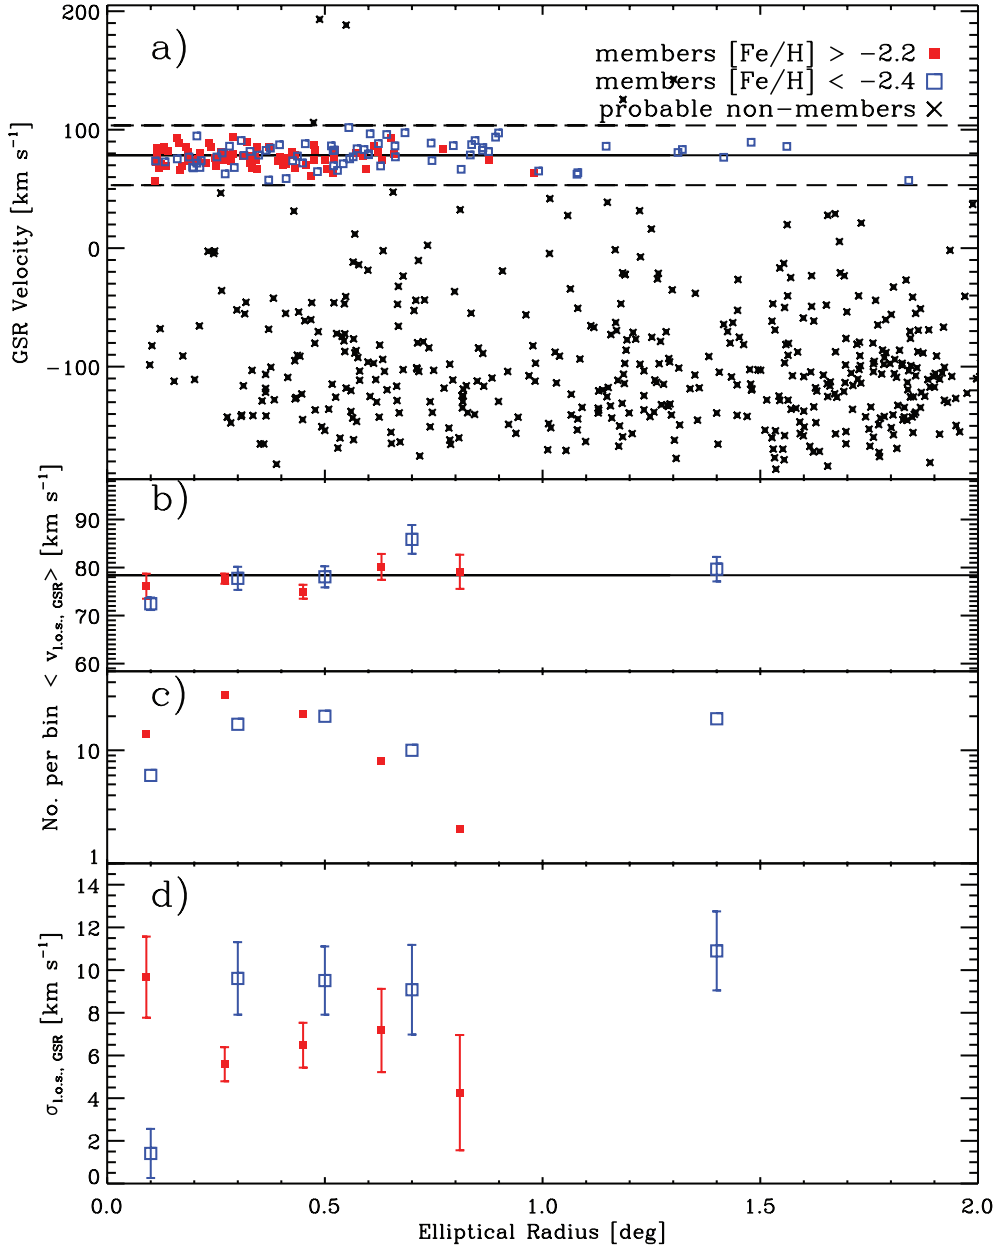 200
a)
members [Fe/H] > −2.2
members [Fe/H] < −2.4
probable non−members
100
0
−100
GSR Velocity [km s⁻¹]
b)
90
80
70
60
< v_l.o.s., GSR> [km s⁻¹]
c)
10
1
No. per bin
d)
14
12
10
8
6
4
2
0
σ_l.o.s., GSR [km s⁻¹]
0.0 0.5 1.0 1.5 2.0
Elliptical Radius [deg]